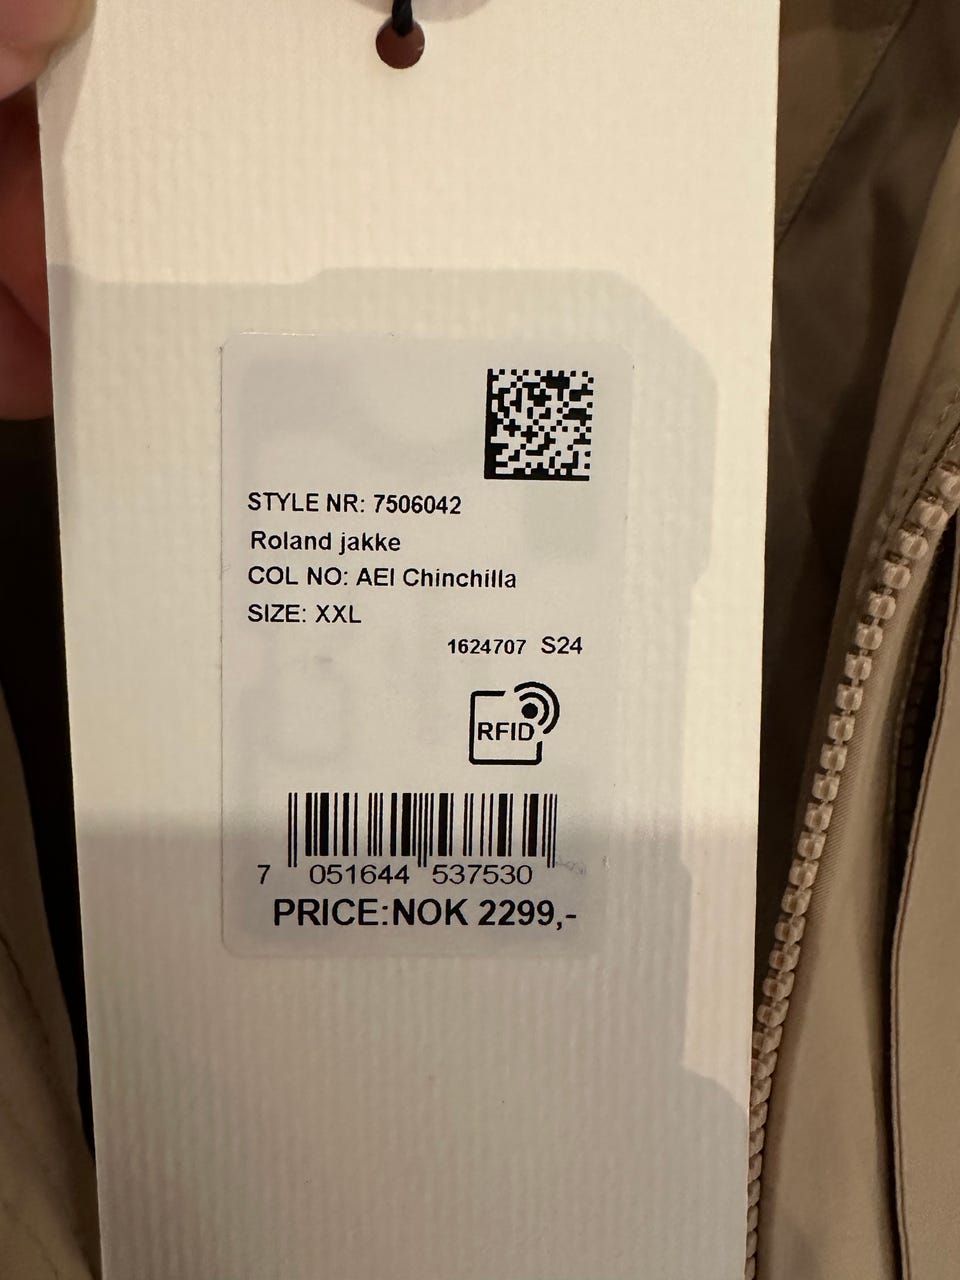 STYLE NR: 7506042
Roland jakke
COL NO: AEI Chinchilla
SIZE: XXL
1624707 S24
RFID
7 051644 537530
PRICE:NOK 2299,-